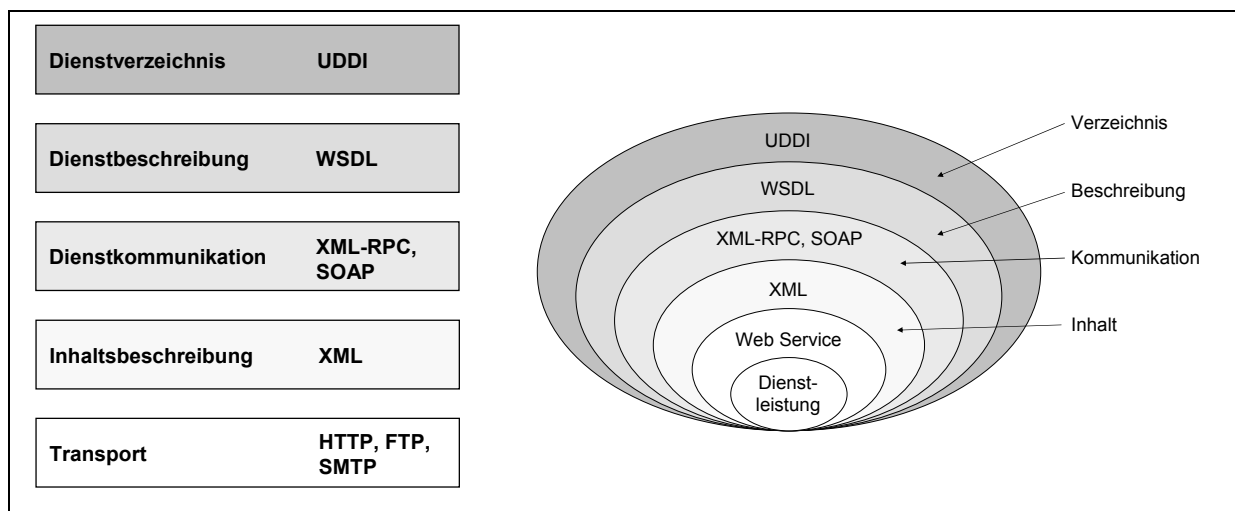 Dienstverzeichnis UDDI
Dienstbeschreibung WSDL
Dienstkommunikation XML-RPC,
SOAP
Inhaltsbeschreibung XML
Transport HTTP, FTP,
SMTP
UDDI
WSDL
XML-RPC, SOAP
XML
Web Service
Dienst-
leistung
Verzeichnis
Beschreibung
Kommunikation
Inhalt